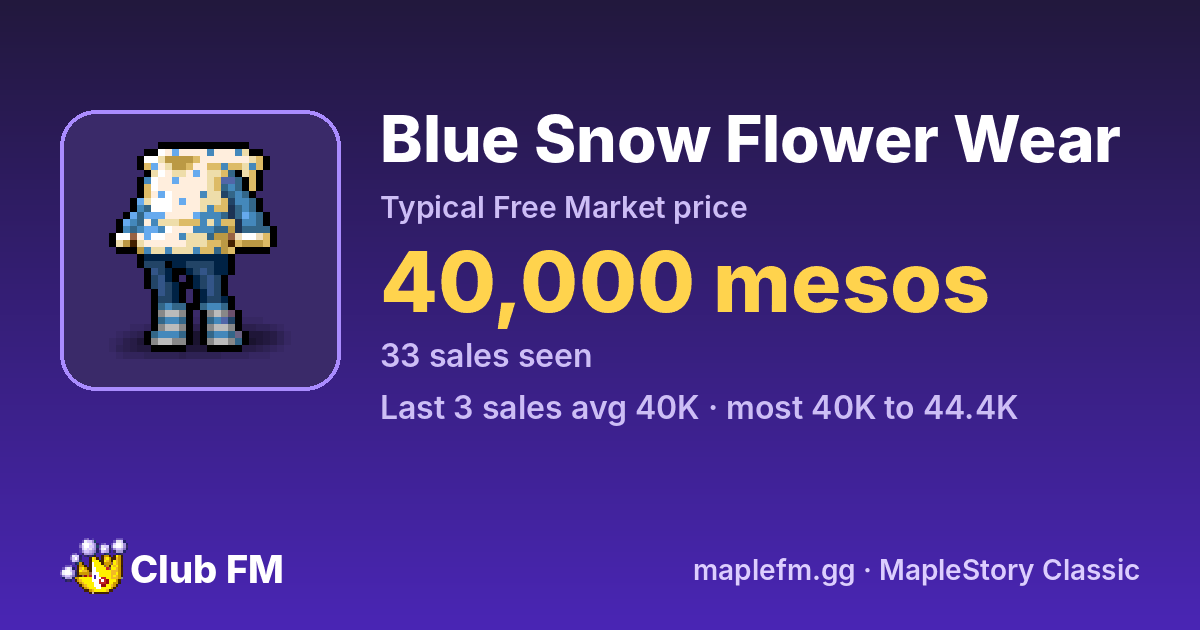 Blue Snow Flower Wear
Typical Free Market price
40,000 mesos
33 sales seen
Last 3 sales avg 40K · most 40K to 44.4K
Club FM
maplefm.gg · MapleStory Classic